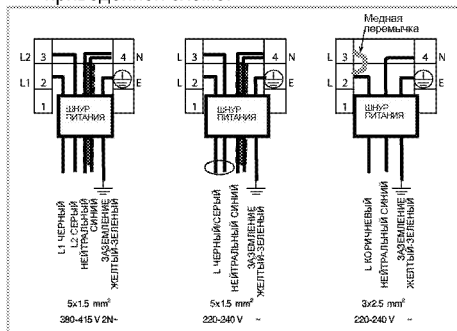 Медная
перемычка
L2 3 4 N
L1 2 E
1
ШНУР
ПИТАНИЯ
L1 ЧЕРНЫЙ
L2 СЕРЫЙ
НЕЙТРАЛЬНЫЙ
СИНИЙ
ЗАЗЕМЛЕНИЕ
ЖЕЛТЫЙ-ЗЕЛЕНЫЙ
5x1.5 mm²
380-415 V 2N~
3 4 N
L 2 E
1
ШНУР
ПИТАНИЯ
L ЧЕРНЫЙ/СЕРЫЙ
НЕЙТРАЛЬНЫЙ СИНИЙ
ЗАЗЕМЛЕНИЕ
ЖЕЛТЫЙ-ЗЕЛЕНЫЙ
5x1.5 mm²
220-240 V ~
L 3 4 N
L 2 E
1
ШНУР
ПИТАНИЯ
L КОРИЧНЕВЫЙ
НЕЙТРАЛЬНЫЙ СИНИЙ
ЗАЗЕМЛЕНИЕ
ЖЕЛТЫЙ-ЗЕЛЕНЫЙ
3x2.5 mm²
220-240 V ~